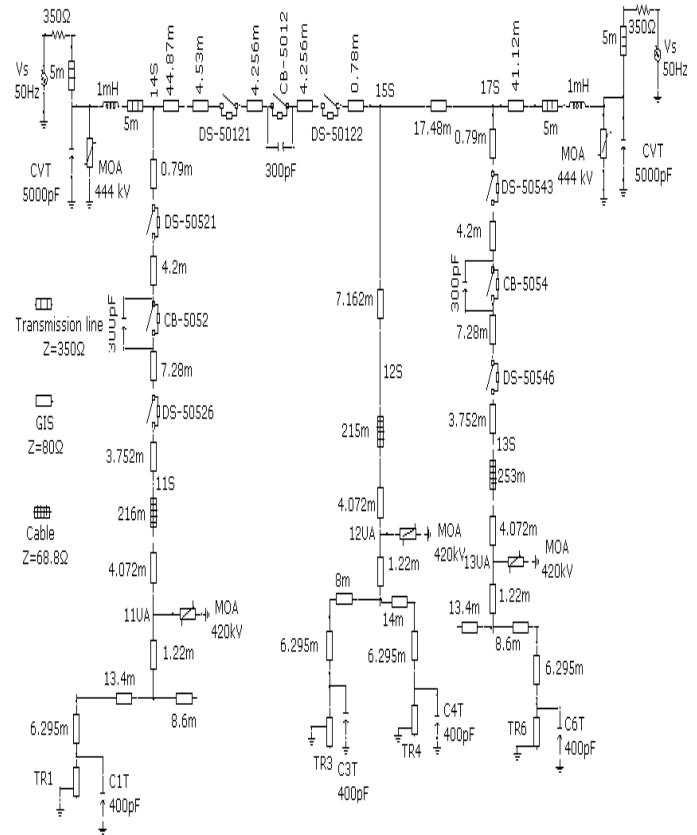 350Ω
Vs
50Hz
5m
1mH
5m
14S
44.87m
4.53m
4.256m
CB-5012
4.256m
0.78m
15S
17S
41.12m
1mH
5m
5m
350Ω
Vs
50Hz
CVT
5000pF
MOA
444 kV
DS-50121
300pF
DS-50122
17.48m
MOA
444 kV
CVT
5000pF
0.79m
DS-50521
4.2m
300pF
CB-5052
7.28m
DS-50526
3.752m
11S
216m
4.072m
11UA
MOA
420kV
1.22m
13.4m
8.6m
6.295m
TR1
C1T
400pF
Transmission line
Z=350Ω
GIS
Z=80Ω
Cable
Z=68.8Ω
7.162m
12S
215m
4.072m
12UA
MOA
420kV
1.22m
8m
14m
6.295m
6.295m
TR3
C3T
400pF
TR4
C4T
400pF
0.79m
DS-50543
4.2m
300pF
CB-5054
7.28m
DS-50546
3.752m
13S
253m
4.072m
13UA
MOA
420kV
1.22m
13.4m
8.6m
6.295m
TR6
C6T
400pF